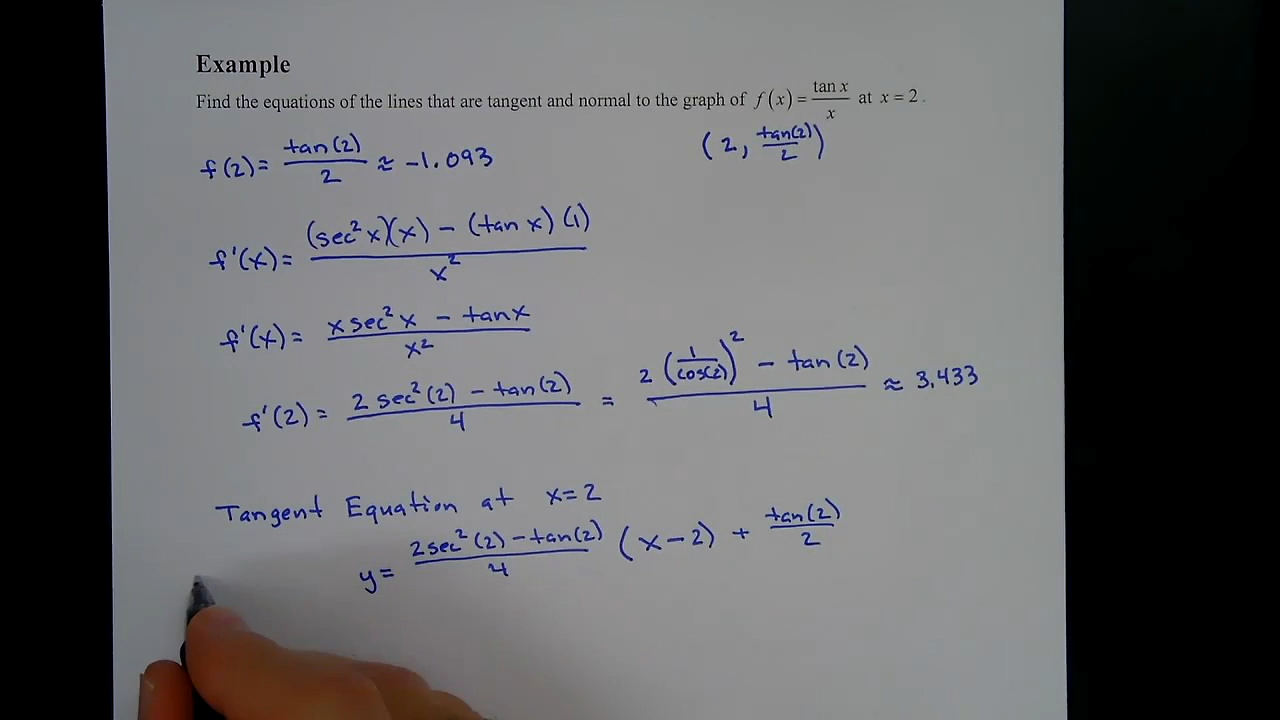 Example
Find the equations of the lines that are tangent and normal to the graph of f(x) = tan x / x at x = 2.
(2, tan(2)/2)
f(2) = tan(2)/2 ≈ -1.093
f'(x) = (sec²x)(x) - (tan x)(1) / x²
f'(x) = x sec²x - tan x / x²
f'(2) = 2 sec²(2) - tan(2) / 4 = 2 (1/cos(2))² - tan(2) / 4 ≈ 3.433
Tangent Equation at x=2
y = 2sec²(2) - tan(2) / 4 (x-2) + tan(2)/2